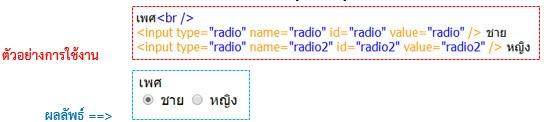 เพศ<br />
<input type="radio" name="radio" id="radio" value="radio" /> ชาย
<input type="radio" name="radio2" id="radio2" value="radio2" /> หญิง
ตัวอย่างการใช้งาน
เพศ
ชาย หญิง
ผลลัพธ์ ==>